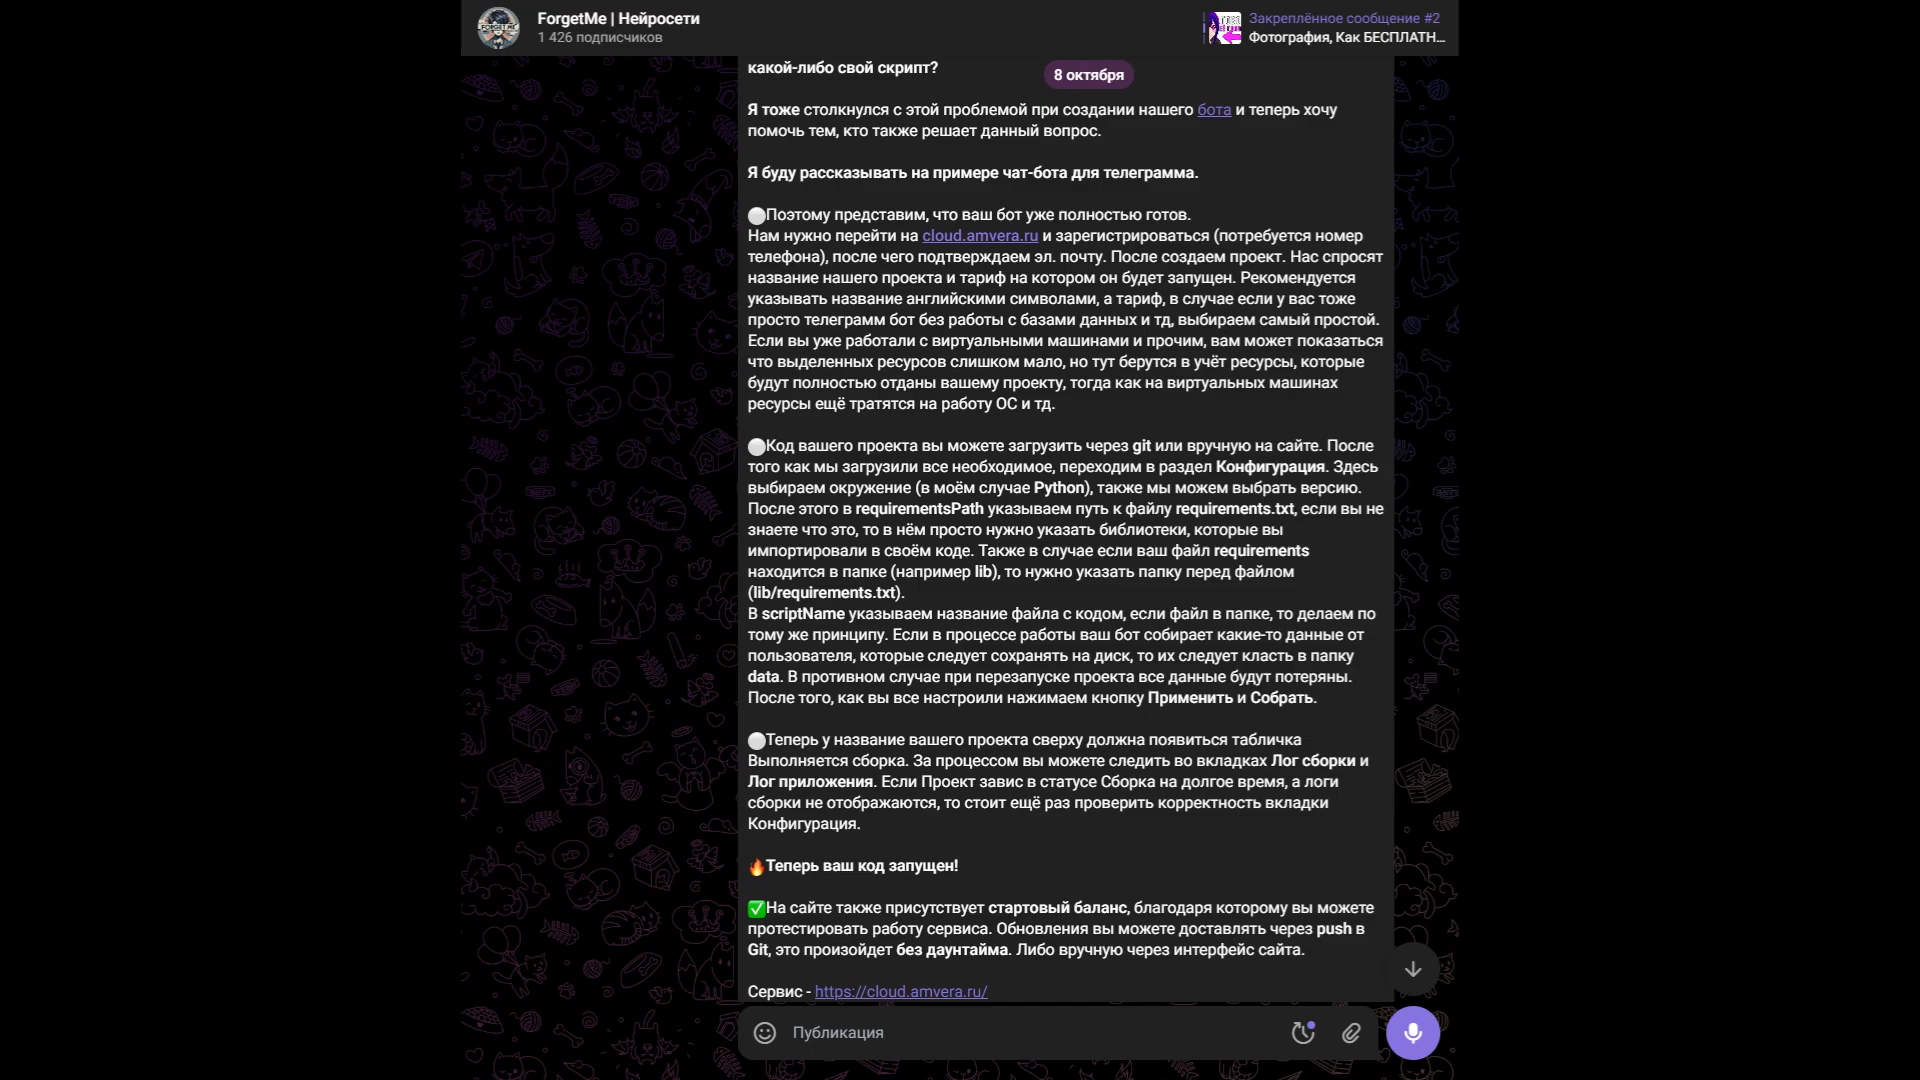 ForgetMe | Нейросети
1 426 подписчиков
Закреплённое сообщение #2
Фотография, Как БЕСПЛАТН...
какой-либо свой скрипт?
8 октября
Я тоже столкнулся с этой проблемой при создании нашего бота и теперь хочу
помочь тем, кто также решает данный вопрос.
Я буду рассказывать на примере чат-бота для телеграмма.
Поэтому представим, что ваш бот уже полностью готов.
Нам нужно перейти на cloud.amvera.ru и зарегистрироваться (потребуется номер
телефона), после чего подтверждаем эл. почту. После создаем проект. Нас спросят
название нашего проекта и тариф на котором он будет запущен. Рекомендуется
указывать название английскими символами, а тариф, в случае если у вас тоже
просто телеграмм бот без работы с базами данных и тд, выбираем самый простой.
Если вы уже работали с виртуальными машинами и прочим, вам может показаться
что выделенных ресурсов слишком мало, но тут берутся в учёт ресурсы, которые
будут полностью отданы вашему проекту, тогда как на виртуальных машинах
ресурсы ещё тратятся на работу ОС и тд.
Код вашего проекта вы можете загрузить через git или вручную на сайте. После
того как мы загрузили все необходимое, переходим в раздел Конфигурация. Здесь
выбираем окружение (в моём случае Python), также мы можем выбрать версию.
После этого в requirementsPath указываем путь к файлу requirements.txt, если вы не
знаете что это, то в нём просто нужно указать библиотеки, которые вы
импортировали в своём коде. Также в случае если ваш файл requirements
находится в папке (например lib), то нужно указать папку перед файлом
(lib/requirements.txt).
В scriptName указываем название файла с кодом, если файл в папке, то делаем по
тому же принципу. Если в процессе работы ваш бот собирает какие-то данные от
пользователя, которые следует сохранять на диск, то их следует класть в папку
data. В противном случае при перезапуске проекта все данные будут потеряны.
После того, как вы все настроили нажимаем кнопку Применить и Собрать.
Теперь у название вашего проекта сверху должна появиться табличка
Выполняется сборка. За процессом вы можете следить во вкладках Лог сборки и
Лог приложения. Если Проект завис в статусе Сборка на долгое время, а логи
сборки не отображаются, то стоит ещё раз проверить корректность вкладки
Конфигурация.
🔥Теперь ваш код запущен!
✅На сайте также присутствует стартовый баланс, благодаря которому вы можете
протестировать работу сервиса. Обновления вы можете доставлять через push в
Git, это произойдет без даунтайма. Либо вручную через интерфейс сайта.
Сервис - https://cloud.amvera.ru/
Публикация